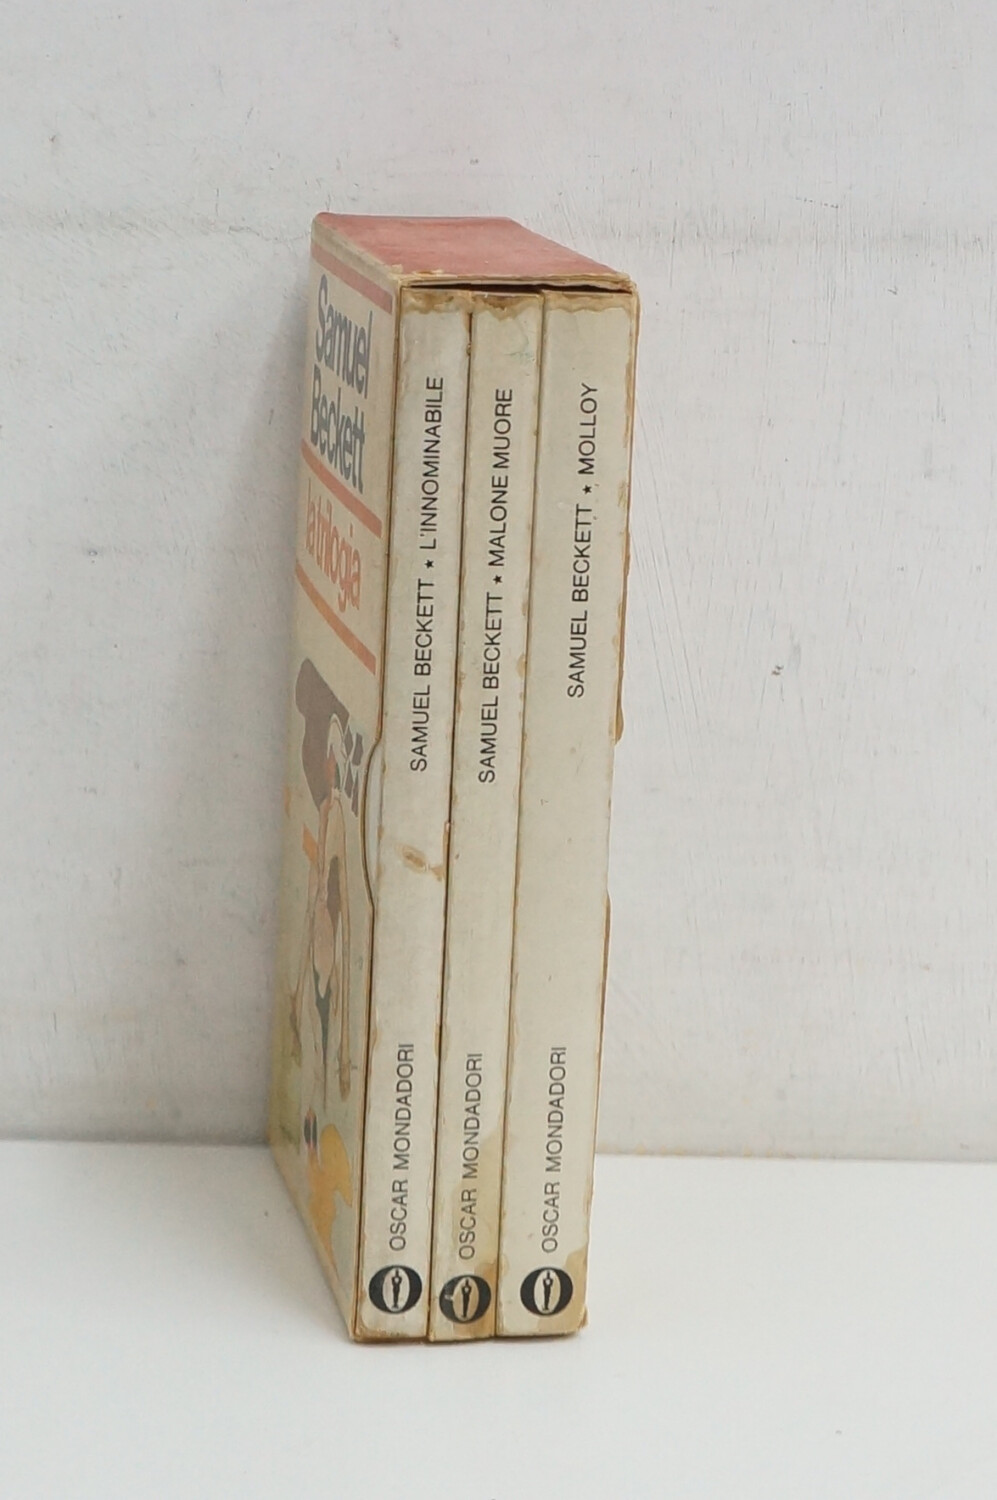 Samuel
Beckett
la trilogia
SAMUEL BECKETT ★ L'INNOMINABILE
OSCAR MONDADORI
SAMUEL BECKETT ★ MALONE MUORE
OSCAR MONDADORI
SAMUEL BECKETT ★ MOLLOY
OSCAR MONDADORI